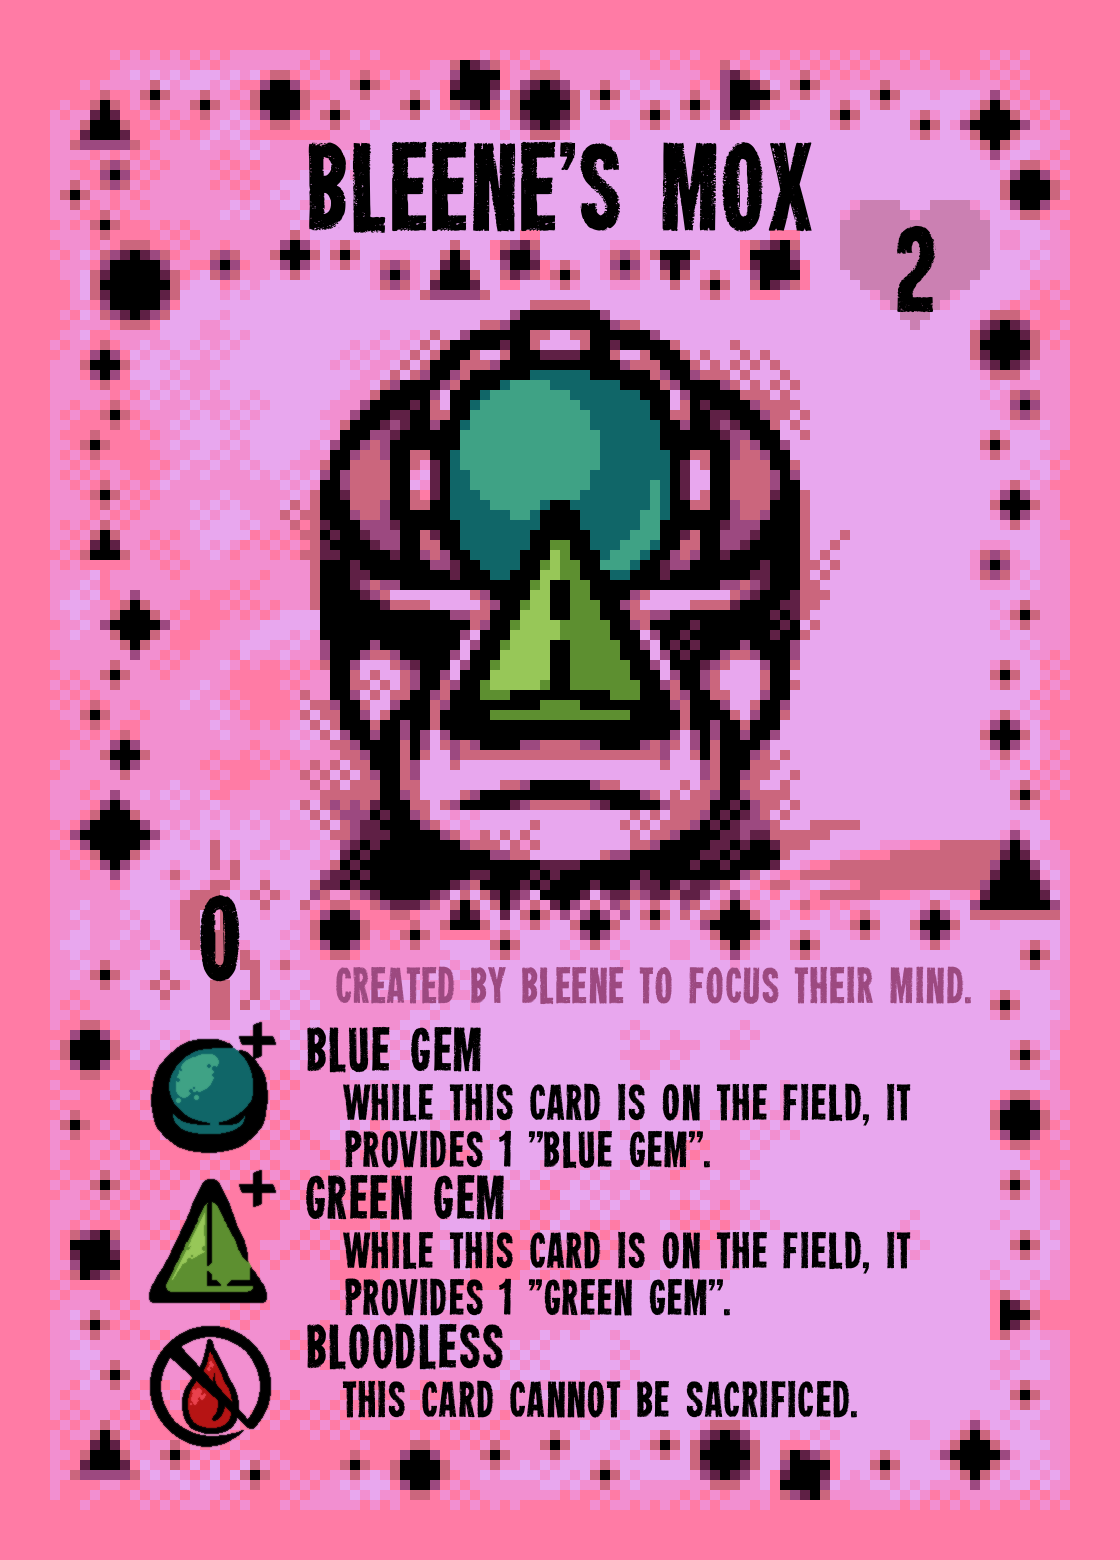 BLEENE'S MOX
2
0
CREATED BY BLEENE TO FOCUS THEIR MIND.
BLUE GEM
WHILE THIS CARD IS ON THE FIELD, IT
PROVIDES 1 "BLUE GEM".
GREEN GEM
WHILE THIS CARD IS ON THE FIELD, IT
PROVIDES 1 "GREEN GEM".
BLOODLESS
THIS CARD CANNOT BE SACRIFICED.